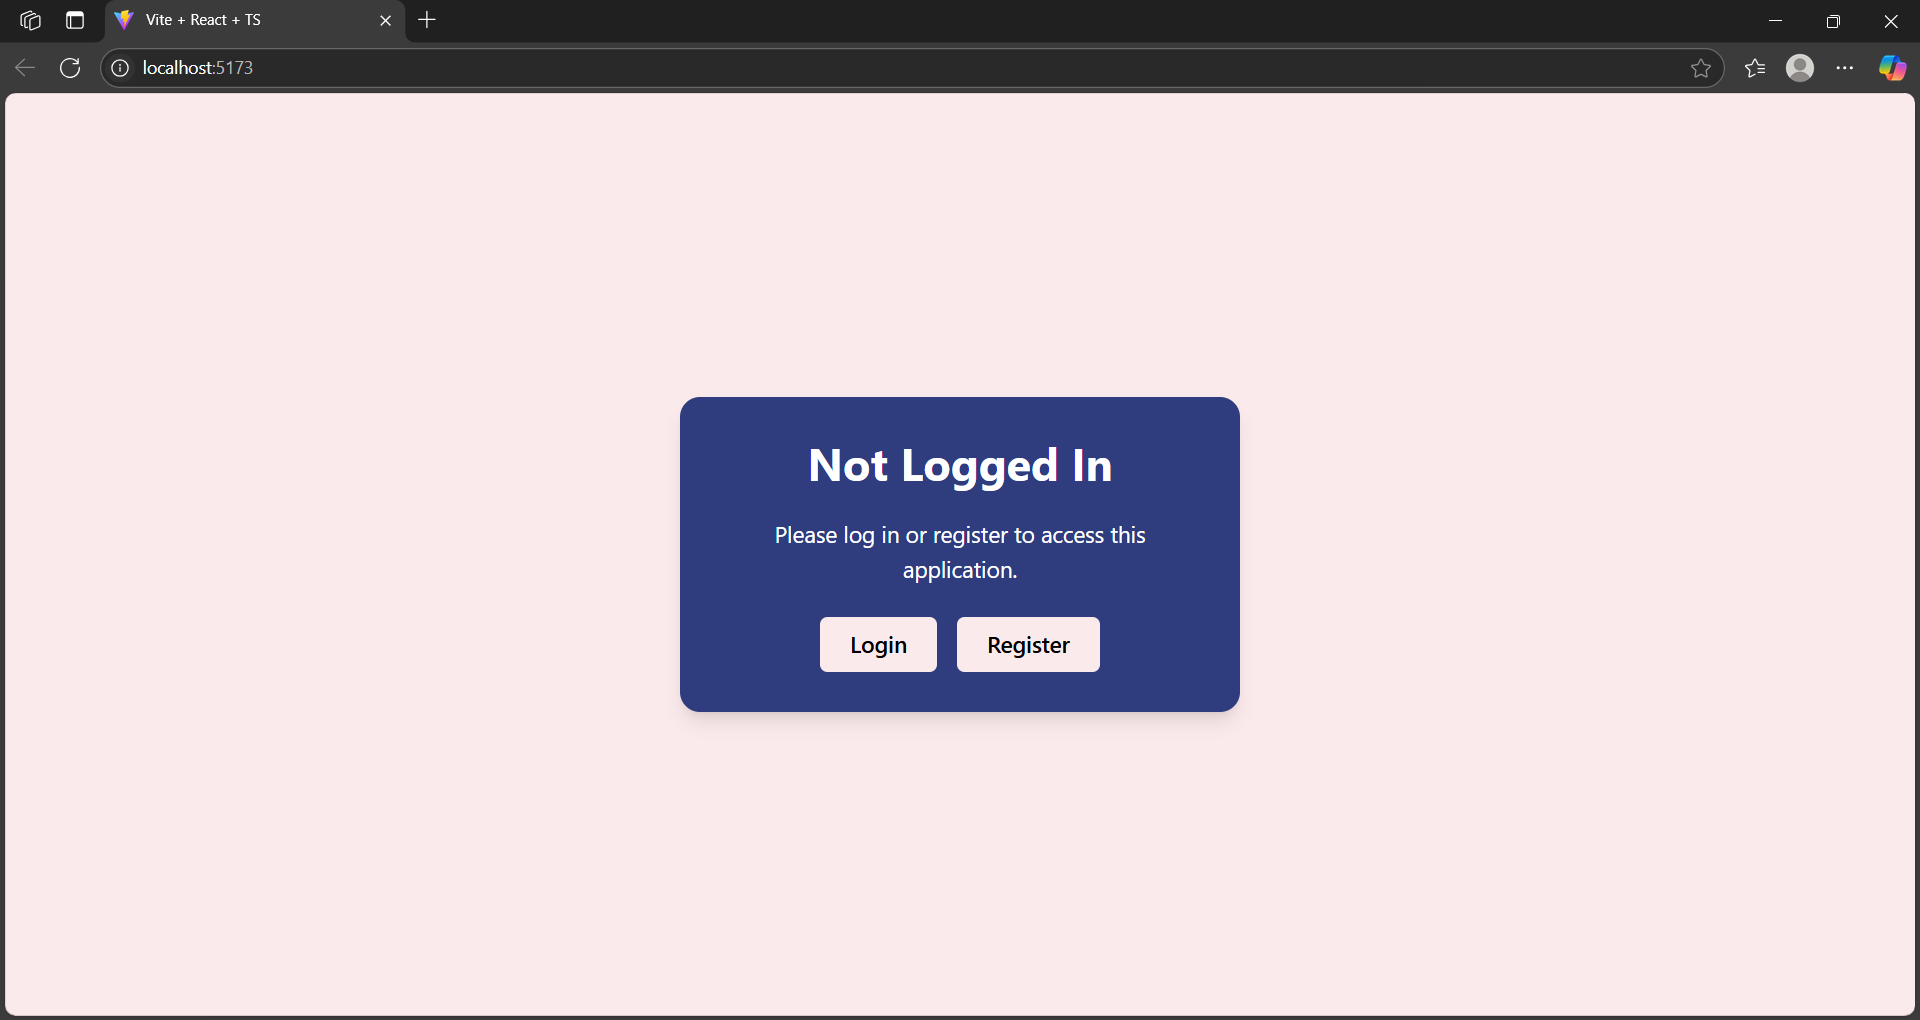 Vite + React + TS
localhost:5173
Not Logged In
Please log in or register to access this
application.
Login
Register